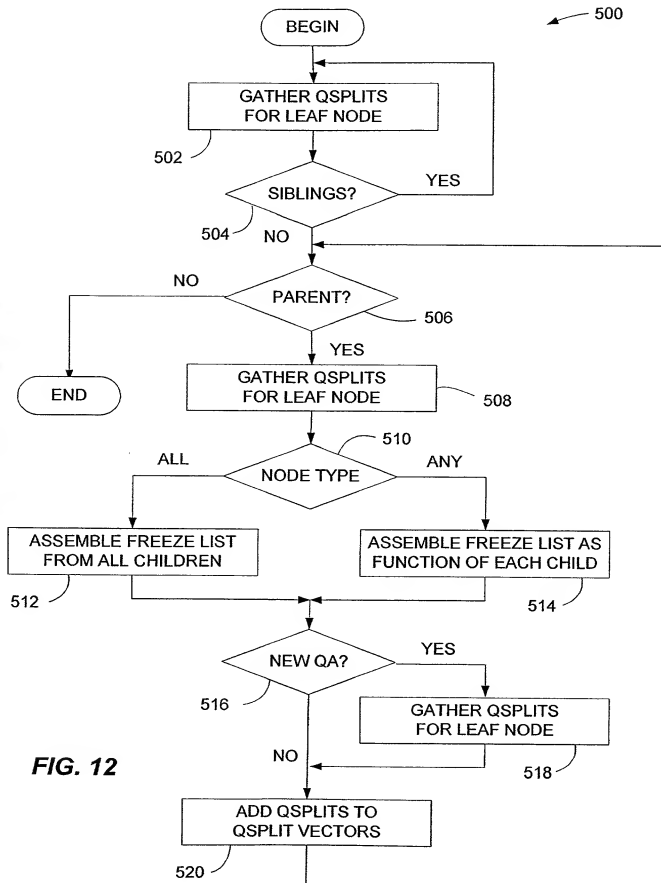 500
BEGIN
GATHER QSPLITS
FOR LEAF NODE
502
SIBLINGS?
YES
504
NO
NO
PARENT?
506
YES
GATHER QSPLITS
FOR LEAF NODE
508
END
510
ALL
NODE TYPE
ANY
ASSEMBLE FREEZE LIST
FROM ALL CHILDREN
512
ASSEMBLE FREEZE LIST AS
FUNCTION OF EACH CHILD
514
NEW QA?
YES
516
GATHER QSPLITS
FOR LEAF NODE
518
NO
FIG. 12
ADD QSPLITS TO
QSPLIT VECTORS
520